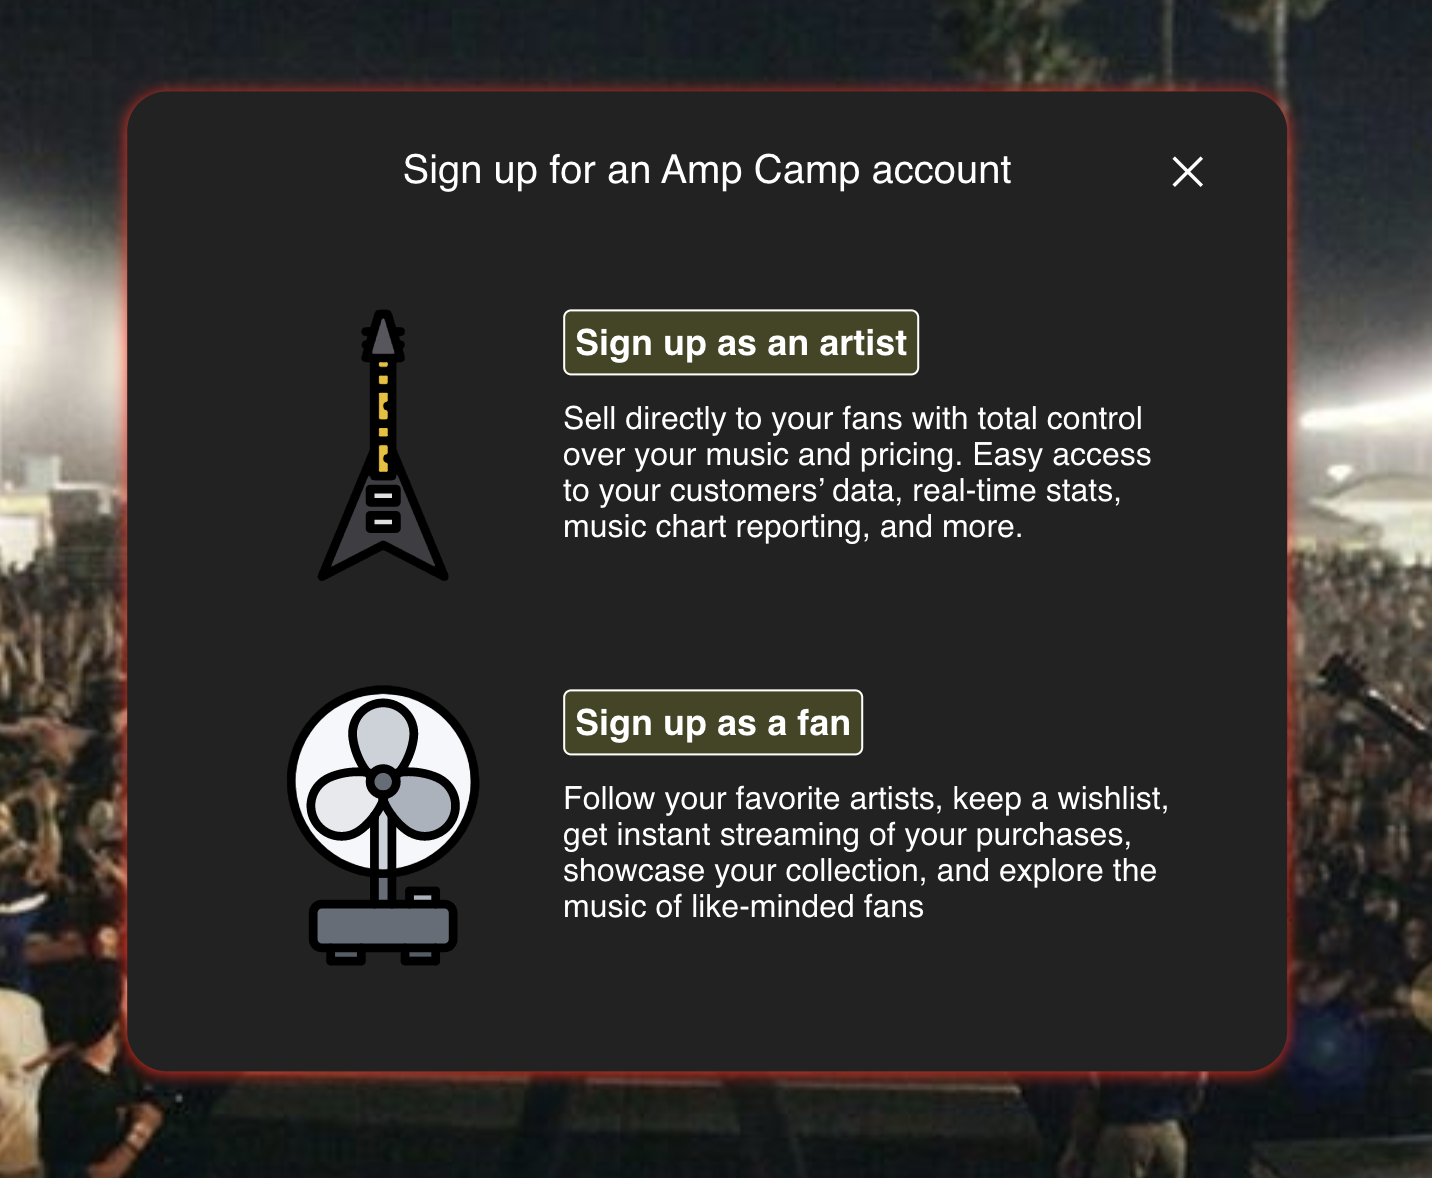 Sign up for an Amp Camp account
Sign up as an artist
Sell directly to your fans with total control
over your music and pricing. Easy access
to your customers’ data, real-time stats,
music chart reporting, and more.
Sign up as a fan
Follow your favorite artists, keep a wishlist,
get instant streaming of your purchases,
showcase your collection, and explore the
music of like-minded fans